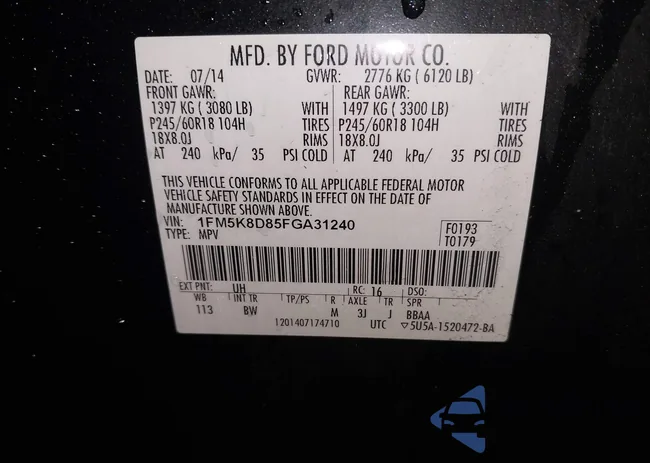 MFD. BY FORD MOTOR CO.
DATE: 07/14 GVWR: 2776 KG ( 6120 LB)
FRONT GAWR: REAR GAWR:
1397 KG ( 3080 LB) WITH 1497 KG ( 3300 LB) WITH
P245/60R18 104H TIRES P245/60R18 104H TIRES
18X8.0J RIMS 18X8.0J RIMS
AT 240 kPa/ 35 PSI COLD AT 240 kPa/ 35 PSI COLD
THIS VEHICLE CONFORMS TO ALL APPLICABLE FEDERAL MOTOR
VEHICLE SAFETY STANDARDS IN EFFECT ON THE DATE OF
MANUFACTURE SHOWN ABOVE.
VIN: 1FM5K8D85FGA31240 F0193
TYPE: MPV T0179
EXT PNT: UH RC: 16 DSO:
WB INT TR TP/PS R AXLE TR SPR
113 BW M 3J J BBAA
1201407174710 UTC ▽5U5A-1520472-BA